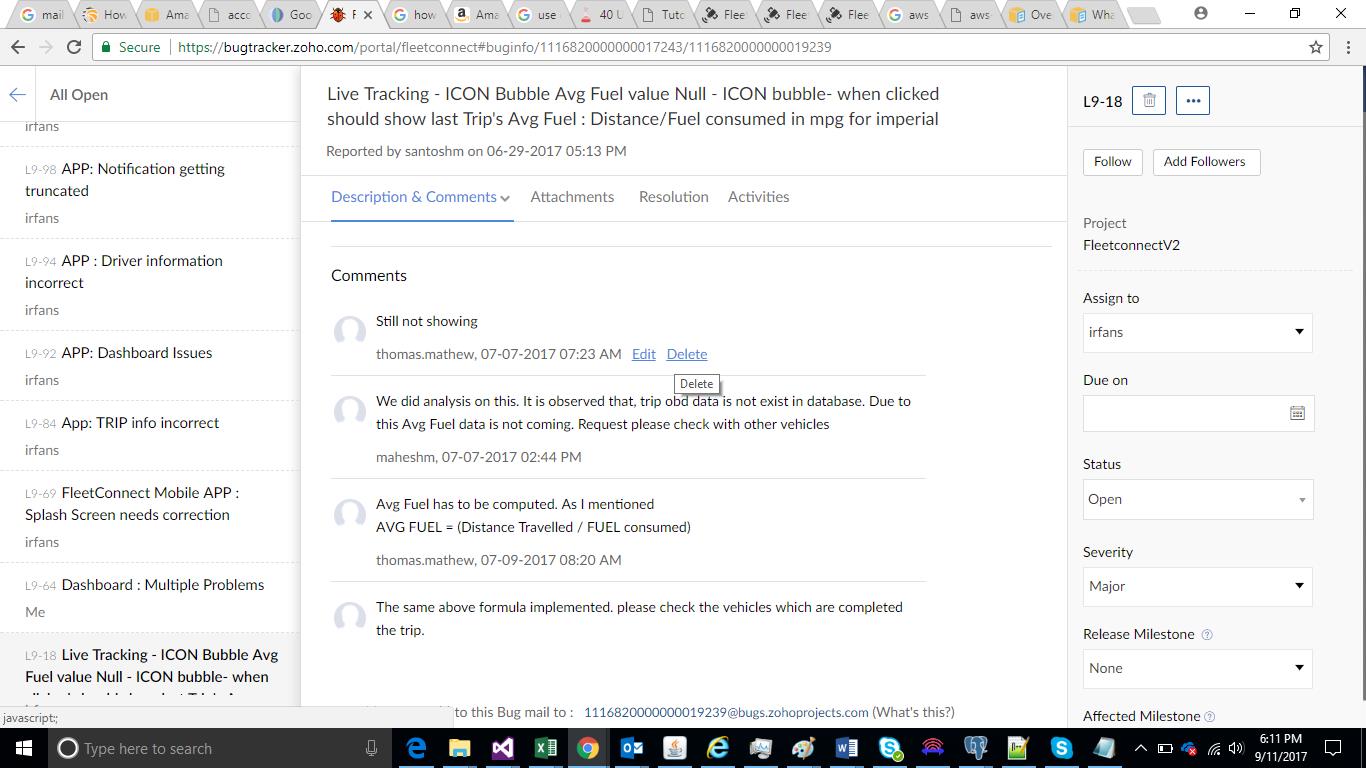 mail
How
Ama
accc
Goo
F
how
Ama
use
40 U
Tutc
Flee
Flee
Flee
aws
aws
Ove
Wha
Secure
https://bugtracker.zoho.com/portal/fleetconnect#buginfo/1116820000000017243/1116820000000019239
All Open
irfans
L9-98 APP: Notification getting
truncated
irfans
L9-94 APP : Driver information
incorrect
irfans
L9-92 APP: Dashboard Issues
irfans
L9-84 App: TRIP info incorrect
irfans
L9-69 FleetConnect Mobile APP :
Splash Screen needs correction
irfans
L9-64 Dashboard : Multiple Problems
Me
L9-18 Live Tracking - ICON Bubble Avg
Fuel value Null - ICON bubble- when
javascript:;
Live Tracking - ICON Bubble Avg Fuel value Null - ICON bubble- when clicked
should show last Trip's Avg Fuel : Distance/Fuel consumed in mpg for imperial
Reported by santoshm on 06-29-2017 05:13 PM
Description & Comments
Attachments
Resolution
Activities
Comments
Still not showing
thomas.mathew, 07-07-2017 07:23 AM Edit Delete
Delete
We did analysis on this. It is observed that, trip obd data is not exist in database. Due to
this Avg Fuel data is not coming. Request please check with other vehicles
maheshm, 07-07-2017 02:44 PM
Avg Fuel has to be computed. As I mentioned
AVG FUEL = (Distance Travelled / FUEL consumed)
thomas.mathew, 07-09-2017 08:20 AM
The same above formula implemented. please check the vehicles which are completed
the trip.
to this Bug mail to : 1116820000000019239@bugs.zohoprojects.com (What's this?)
L9-18
Follow
Add Followers
Project
FleetconnectV2
Assign to
irfans
Due on
Status
Open
Severity
Major
Release Milestone
None
Affected Milestone
Type here to search
6:11 PM
9/11/2017